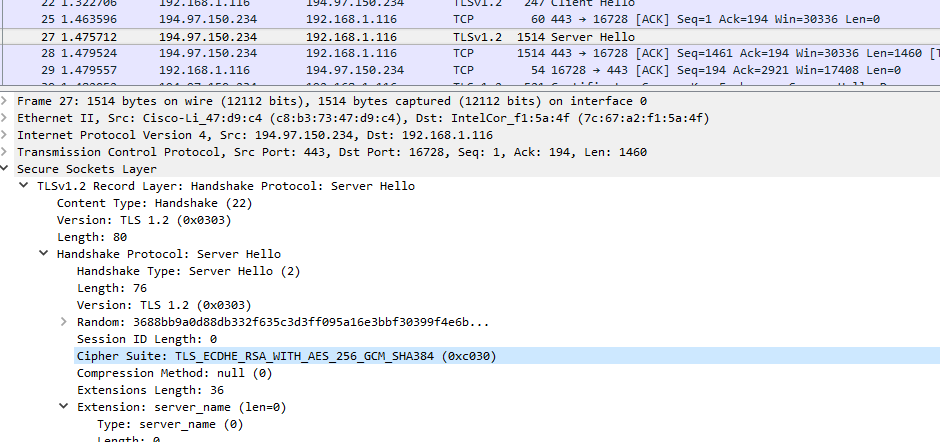 22 1.322706 192.168.1.116 194.97.150.234 TLSv1.2 247 Client Hello
25 1.463596 194.97.150.234 192.168.1.116 TCP 60 443 → 16728 [ACK] Seq=1 Ack=194 Win=30336 Len=0
27 1.475712 194.97.150.234 192.168.1.116 TLSv1.2 1514 Server Hello
28 1.479524 194.97.150.234 192.168.1.116 TCP 1514 443 → 16728 [ACK] Seq=1461 Ack=194 Win=30336 Len=1460 [T
29 1.479557 192.168.1.116 194.97.150.234 TCP 54 16728 → 443 [ACK] Seq=194 Ack=2921 Win=17408 Len=0
Frame 27: 1514 bytes on wire (12112 bits), 1514 bytes captured (12112 bits) on interface 0
Ethernet II, Src: Cisco-Li_47:d9:c4 (c8:b3:73:47:d9:c4), Dst: IntelCor_f1:5a:4f (7c:67:a2:f1:5a:4f)
Internet Protocol Version 4, Src: 194.97.150.234, Dst: 192.168.1.116
Transmission Control Protocol, Src Port: 443, Dst Port: 16728, Seq: 1, Ack: 194, Len: 1460
Secure Sockets Layer
TLSv1.2 Record Layer: Handshake Protocol: Server Hello
Content Type: Handshake (22)
Version: TLS 1.2 (0x0303)
Length: 80
Handshake Protocol: Server Hello
Handshake Type: Server Hello (2)
Length: 76
Version: TLS 1.2 (0x0303)
Random: 3688bb9a0d88db332f635c3d3ff095a16e3bbf30399f4e6b...
Session ID Length: 0
Cipher Suite: TLS_ECDHE_RSA_WITH_AES_256_GCM_SHA384 (0xc030)
Compression Method: null (0)
Extensions Length: 36
Extension: server_name (len=0)
Type: server_name (0)
Length: 0